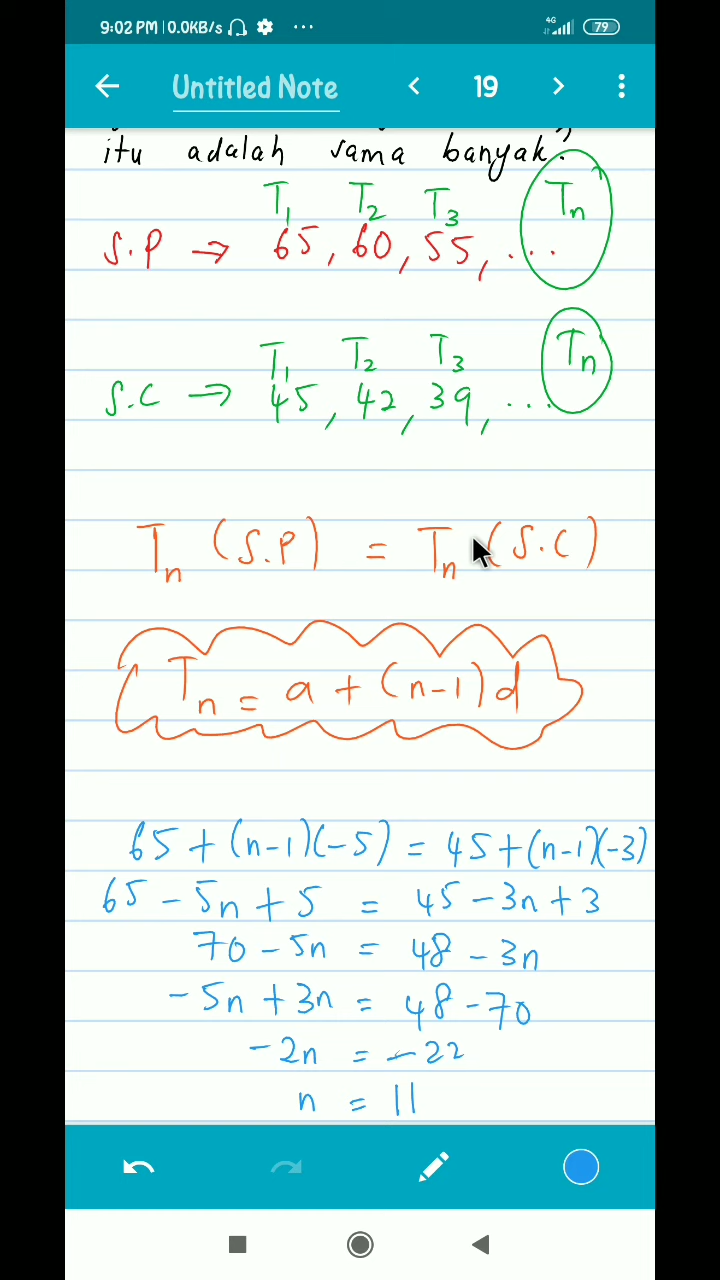 9:02 PM | 0.0KB/s ... 4G 79
Untitled Note < 19 >
itu adalah sama banyak?
T₁ T₂ T₃ Tₙ
S.P → 65, 60, 55, ...
T₁ T₂ T₃ Tₙ
S.C → 45, 42, 39, ...
Tₙ (S.P) = Tₙ (S.C)
Tₙ = a + (n-1)d
65 + (n-1)(-5) = 45 + (n-1)(-3)
65 - 5n + 5 = 45 - 3n + 3
70 - 5n = 48 - 3n
-5n + 3n = 48 - 70
-2n = -22
n = 11